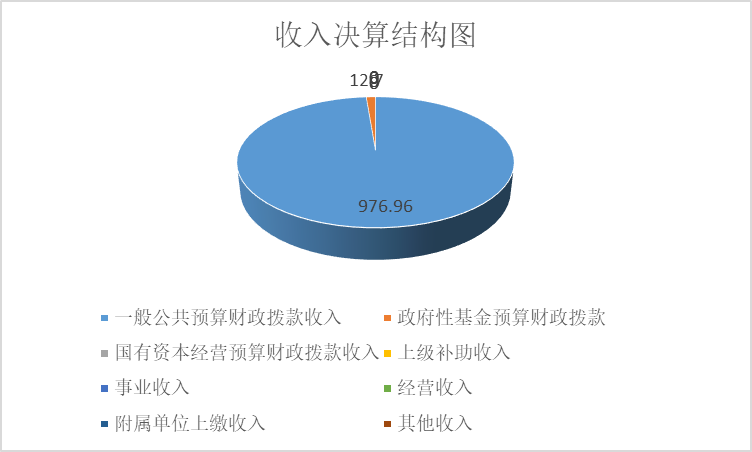 收入决算结构图
976.96
一般公共预算财政拨款收入
政府性基金预算财政拨款
国有资本经营预算财政拨款收入
上级补助收入
事业收入
经营收入
附属单位上缴收入
其他收入